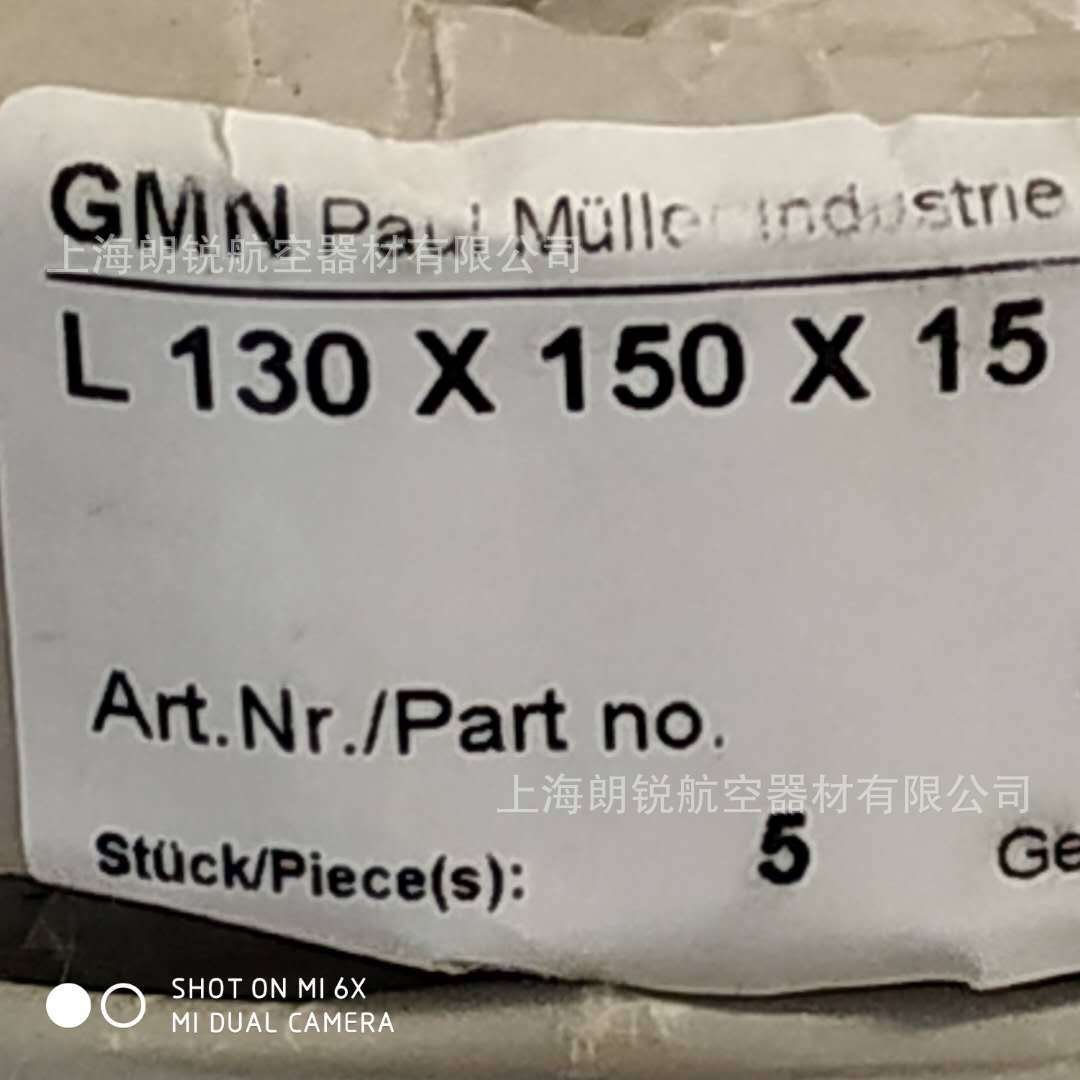 GMN Paul Müller Industrie
上海朗锐航空器材有限公司
L 130 X 150 X 15
Art.Nr./Part no.
上海朗锐航空器材有限公司
Stück/Piece(s): 5 Ge
SHOT ON MI 6X
MI DUAL CAMERA